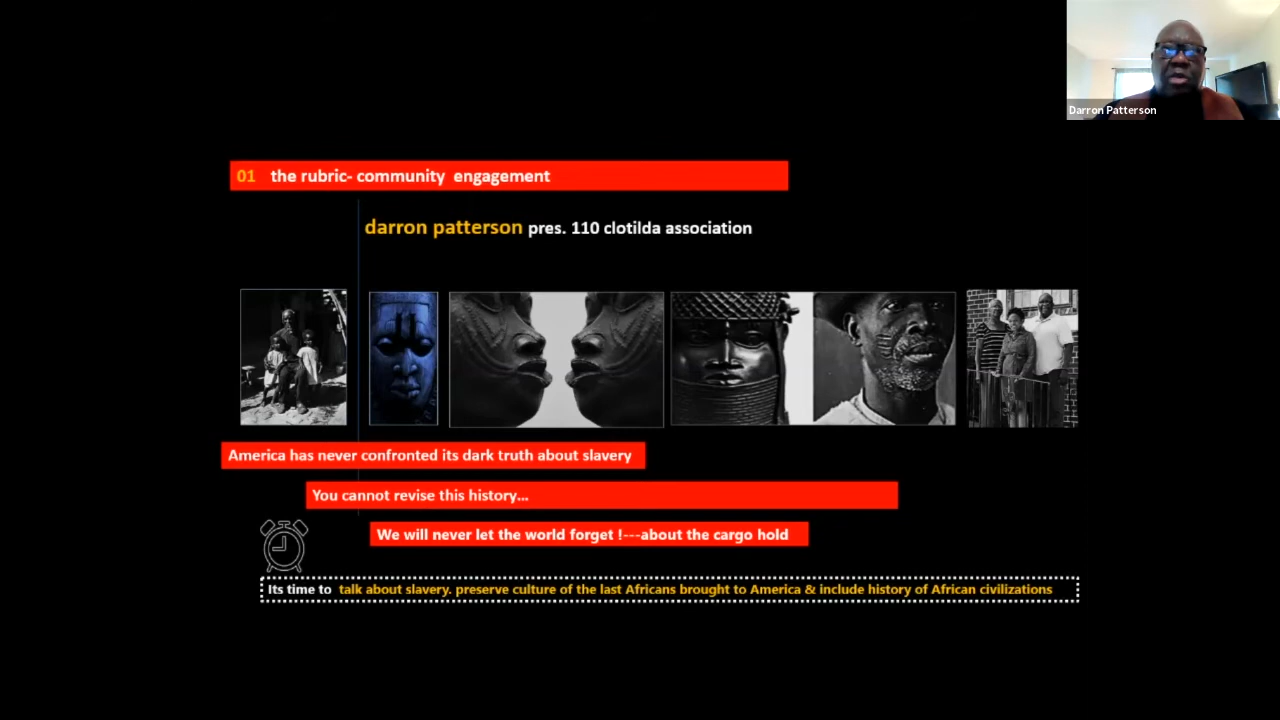 Darron Patterson
01 the rubric- community engagement
darron patterson pres. 110 clotilda association
America has never confronted its dark truth about slavery
You cannot revise this history...
We will never let the world forget !---about the cargo hold
Its time to talk about slavery. preserve culture of the last Africans brought to America & include history of African civilizations